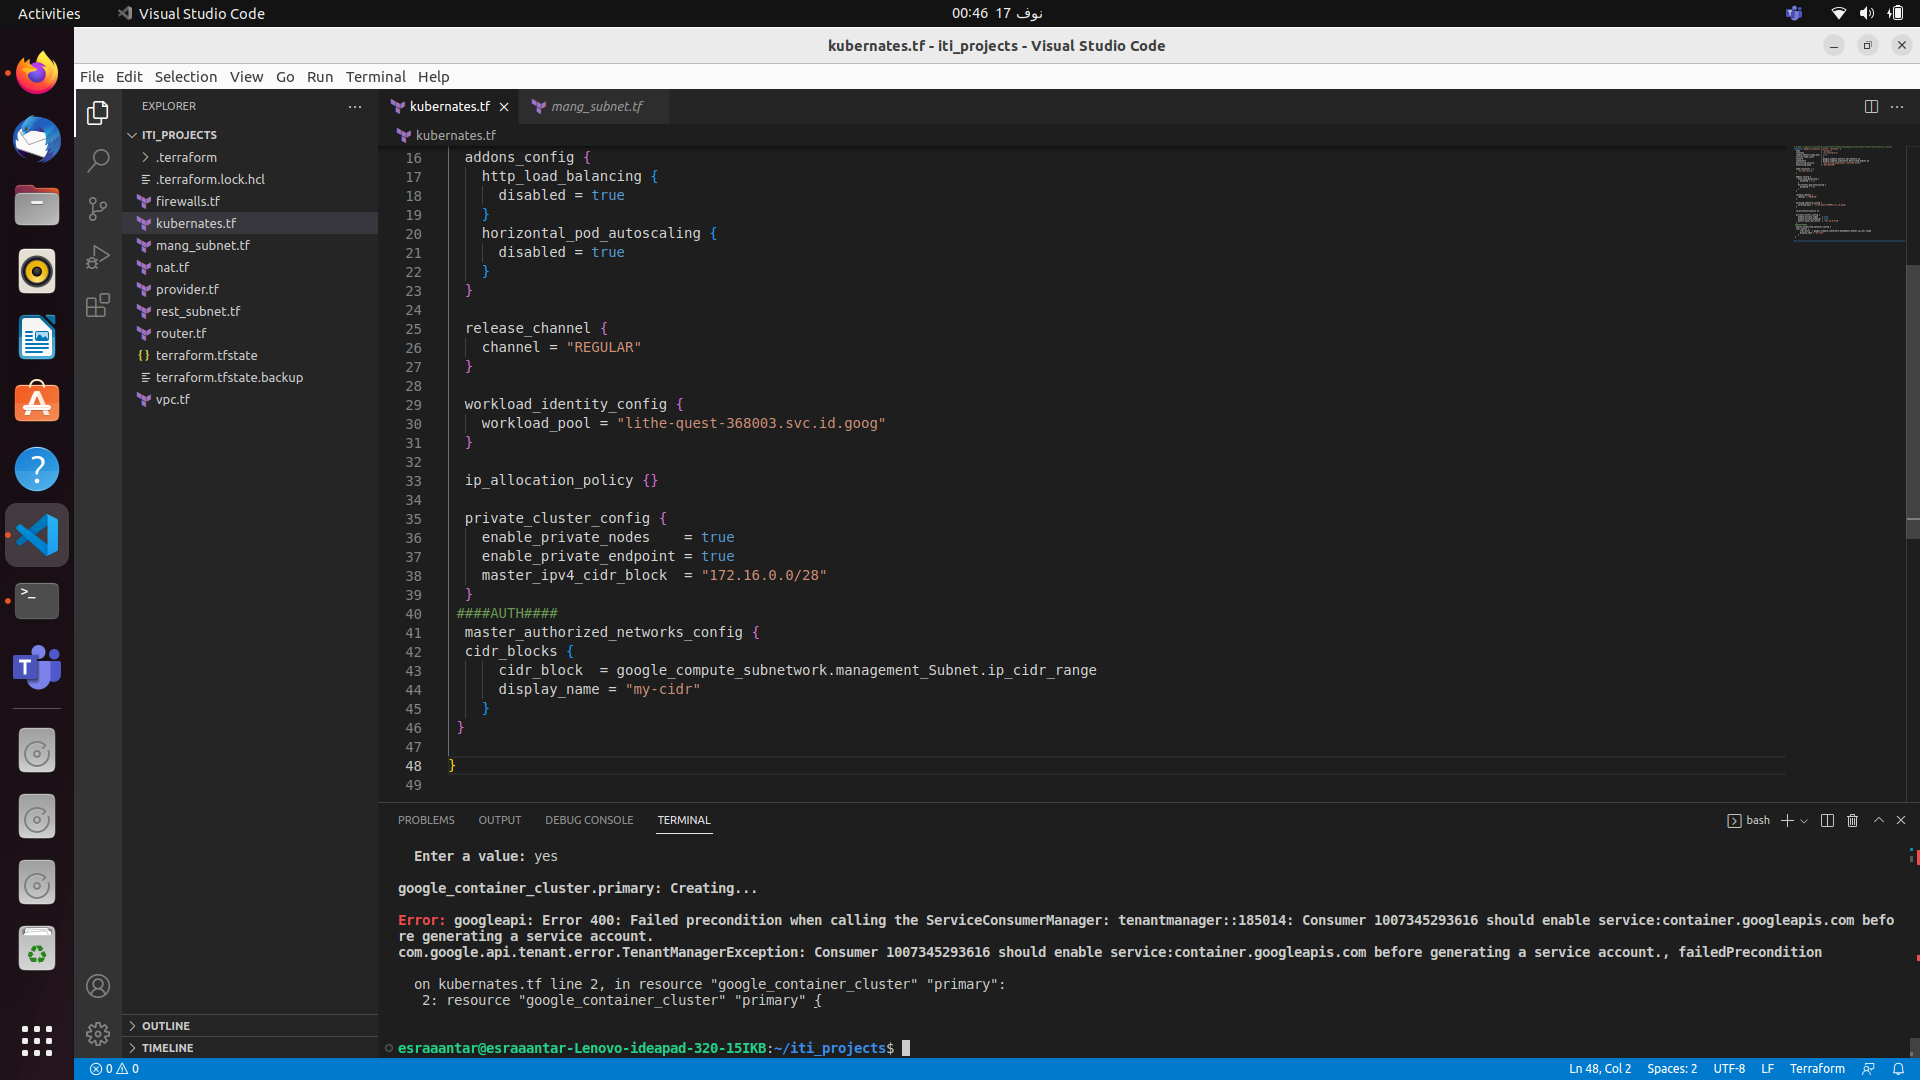 Activities
Visual Studio Code
00:46 17 نوف
kubernates.tf - iti_projects - Visual Studio Code
File Edit Selection View Go Run Terminal Help
EXPLORER
ITI_PROJECTS
.terraform
.terraform.lock.hcl
firewalls.tf
kubernates.tf
mang_subnet.tf
nat.tf
provider.tf
rest_subnet.tf
router.tf
terraform.tfstate
terraform.tfstate.backup
vpc.tf
OUTLINE
TIMELINE
kubernates.tf
mang_subnet.tf
kubernates.tf
16 addons_config {
17 http_load_balancing {
18 disabled = true
19 }
20 horizontal_pod_autoscaling {
21 disabled = true
22 }
23 }
24
25 release_channel {
26 channel = "REGULAR"
27 }
28
29 workload_identity_config {
30 workload_pool = "lithe-quest-368003.svc.id.goog"
31 }
32
33 ip_allocation_policy {}
34
35 private_cluster_config {
36 enable_private_nodes = true
37 enable_private_endpoint = true
38 master_ipv4_cidr_block = "172.16.0.0/28"
39 }
40 ####AUTH####
41 master_authorized_networks_config {
42 cidr_blocks {
43 cidr_block = google_compute_subnetwork.management_Subnet.ip_cidr_range
44 display_name = "my-cidr"
45 }
46 }
47
48 }
49
PROBLEMS OUTPUT DEBUG CONSOLE TERMINAL
bash
Enter a value: yes
google_container_cluster.primary: Creating...
Error: googleapi: Error 400: Failed precondition when calling the ServiceConsumerManager: tenantmanager::185014: Consumer 1007345293616 should enable service:container.googleapis.com befo
re generating a service account.
com.google.api.tenant.error.TenantManagerException: Consumer 1007345293616 should enable service:container.googleapis.com before generating a service account., failedPrecondition
on kubernates.tf line 2, in resource "google_container_cluster" "primary":
2: resource "google_container_cluster" "primary" {
esraaantar@esraaantar-Lenovo-ideapad-320-15IKB:~/iti_projects$
0 0
Ln 48, Col 2 Spaces: 2 UTF-8 LF Terraform